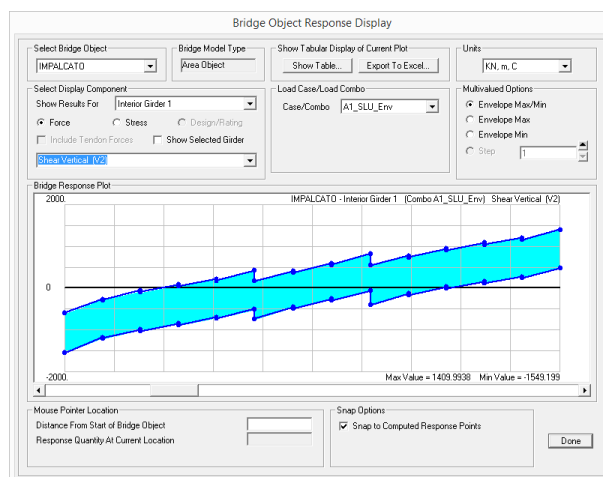 Bridge Object Response Display
Select Bridge Object
IMPALCATO
Bridge Model Type
Area Object
Show Tabular Display of Current Plot
Show Table...
Export To Excel...
Units
KN, m, C
Select Display Component
Show Results For
Interior Girder 1
Force
Stress
Design/Rating
Include Tendon Forces
Show Selected Girder
Shear Vertical (V2)
Load Case/Load Combo
Case/Combo
A1_SLU_Env
Multivalued Options
Envelope Max/Min
Envelope Max
Envelope Min
Step
1
Bridge Response Plot
2000.
IMPALCATO - Interior Girder 1 (Combo A1_SLU_Env) Shear Vertical (V2)
0
-2000.
Max Value = 1409.9938 Min Value = -1549.199
Mouse Pointer Location
Distance From Start of Bridge Object
Response Quantity At Current Location
Snap Options
Snap to Computed Response Points
Done